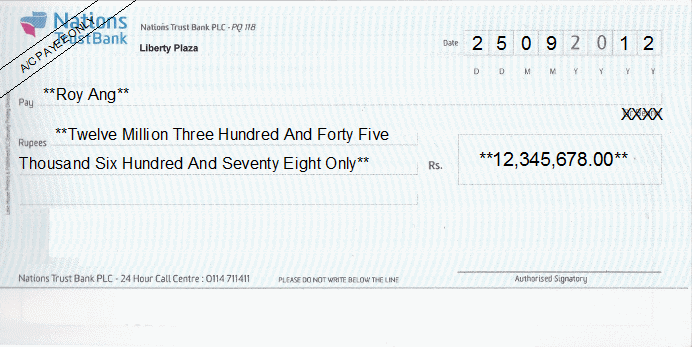 Nations
TrustBank
A/C PAYEE ONLY
Nations Trust Bank PLC - PQ 118
Liberty Plaza
Date 2 5 0 9 2 0 1 2
D D M M Y Y Y Y
Pay **Roy Ang**
XXXX
Rupees **Twelve Million Three Hundred And Forty Five
Thousand Six Hundred And Seventy Eight Only**
Rs. **12,345,678.00**
Nations Trust Bank PLC - 24 Hour Call Centre : 0114 711411
PLEASE DO NOT WRITE BELOW THE LINE
Authorised Signatory